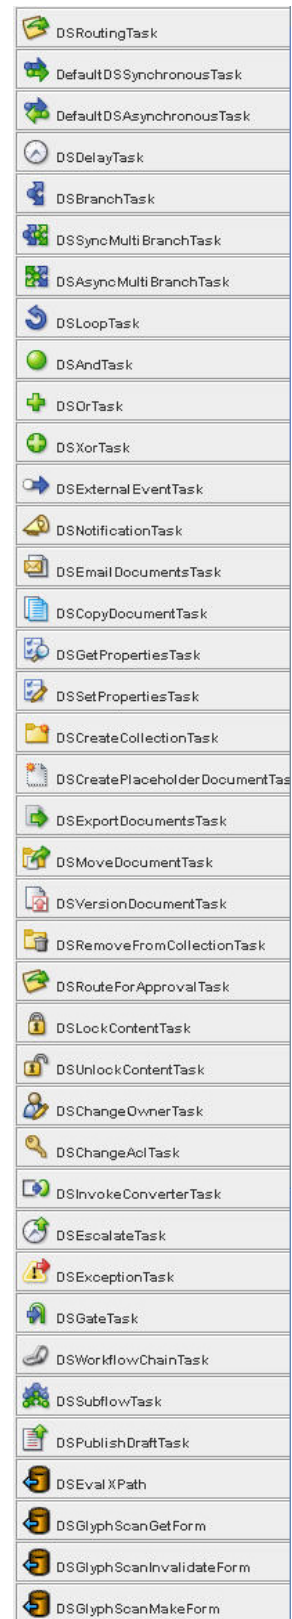 DSRoutingTask
DefaultDSSynchronousTask
DefaultDSAsynchronousTask
DSDelayTask
DSBranchTask
DSSyncMultiBranchTask
DSAsyncMultiBranchTask
DSLoopTask
DSAndTask
DSOrTask
DSXorTask
DSExternalEventTask
DSNotificationTask
DSEmailDocumentsTask
DSCopyDocumentTask
DSGetPropertiesTask
DSSetPropertiesTask
DSCreateCollectionTask
DSCreatePlaceholderDocumentTas
DSExportDocumentsTask
DSMoveDocumentTask
DSVersionDocumentTask
DSRemoveFromCollectionTask
DSRouteForApprovalTask
DSLockContentTask
DSUnlockContentTask
DSChangeOwnerTask
DSChangeAclTask
DSInvokeConverterTask
DSEscalateTask
DSExceptionTask
DSGateTask
DSWorkflowChainTask
DSSubflowTask
DSPublishDraftTask
DSEvalXPath
DSGlyphScanGetForm
DSGlyphScanInvalidateForm
DSGlyphScanMakeForm